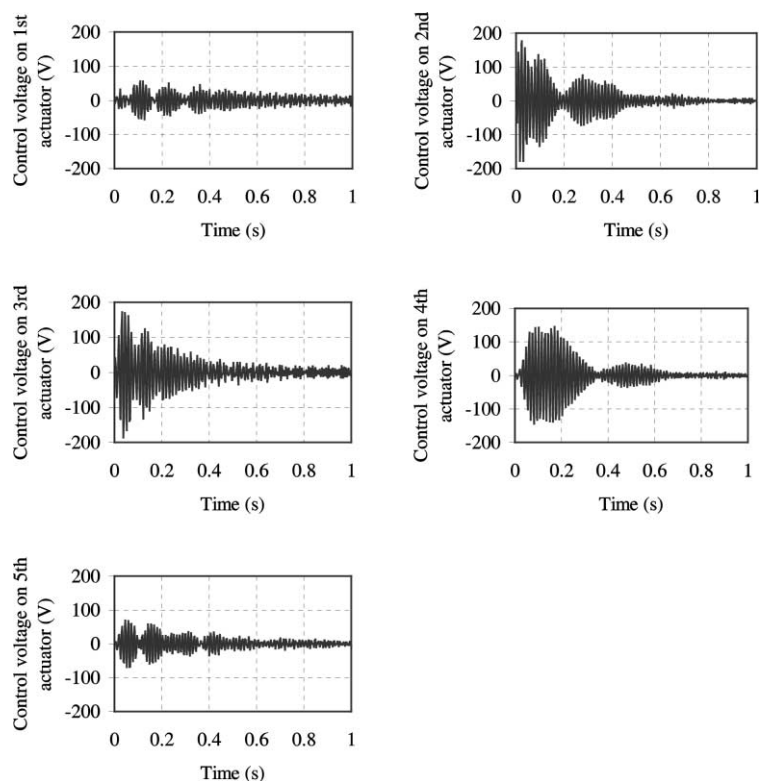 Control voltage on 1st
actuator (V)
200
100
0
-100
-200
0 0.2 0.4 0.6 0.8 1
Time (s)
Control voltage on 2nd
actuator (V)
200
100
0
-100
-200
0 0.2 0.4 0.6 0.8 1
Time (s)
Control voltage on 3rd
actuator (V)
200
100
0
-100
-200
0 0.2 0.4 0.6 0.8 1
Time (s)
Control voltage on 4th
actuator (V)
200
100
0
-100
-200
0 0.2 0.4 0.6 0.8 1
Time (s)
Control voltage on 5th
actuator (V)
200
100
0
-100
-200
0 0.2 0.4 0.6 0.8 1
Time (s)